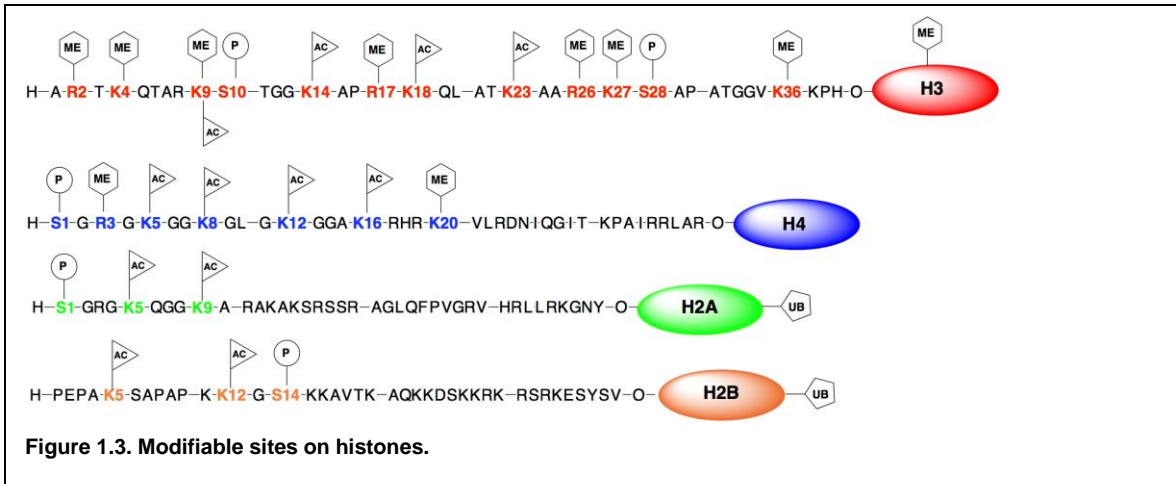 ME ME ME P AC ME AC AC ME ME P ME ME
H–A-R2-T-K4-QTAR-K9-S10-TGG-K14-AP-R17-K18-QL–AT-K23-AA-R26-K27-S28-AP–ATGGV-K36-KPH-O– H3
AC
P ME AC AC AC AC ME
H–S1-G-R3-G-K5-GG-K8-GL–G-K12-GGA-K16-RHR-K20–VLRDNIQGIT–KPAIRRLAR-O– H4
P AC AC
H–S1-GRG-K5-QGG-K9-A–RAKAKSRSSR–AGLQFPVGRV–HRLLRKGNY–O– H2A UB
AC AC P
H–PEPA-K5-SAPAP–K-K12-G-S14-KKAVTK–AQKKDSKKRK–RSRKESYSV–O– H2B UB
Figure 1.3. Modifiable sites on histones.